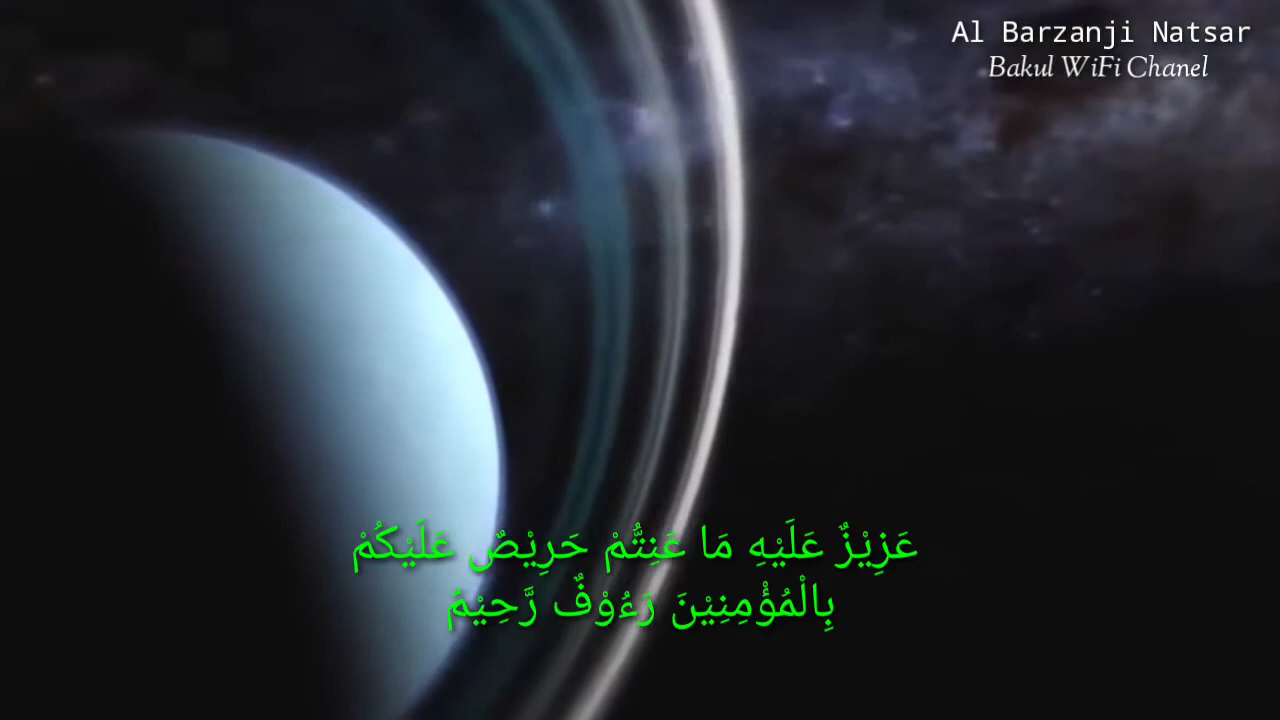 Al Barzanji Natsar
Bakul WiFi Chanel
عَزِيْزٌ عَلَيْهِ مَا عَنِتُّمْ حَرِيْصٌ عَلَيْكُمْ
بِالْمُؤْمِنِيْنَ رَءُوْفٌ رَّحِيْمٌ